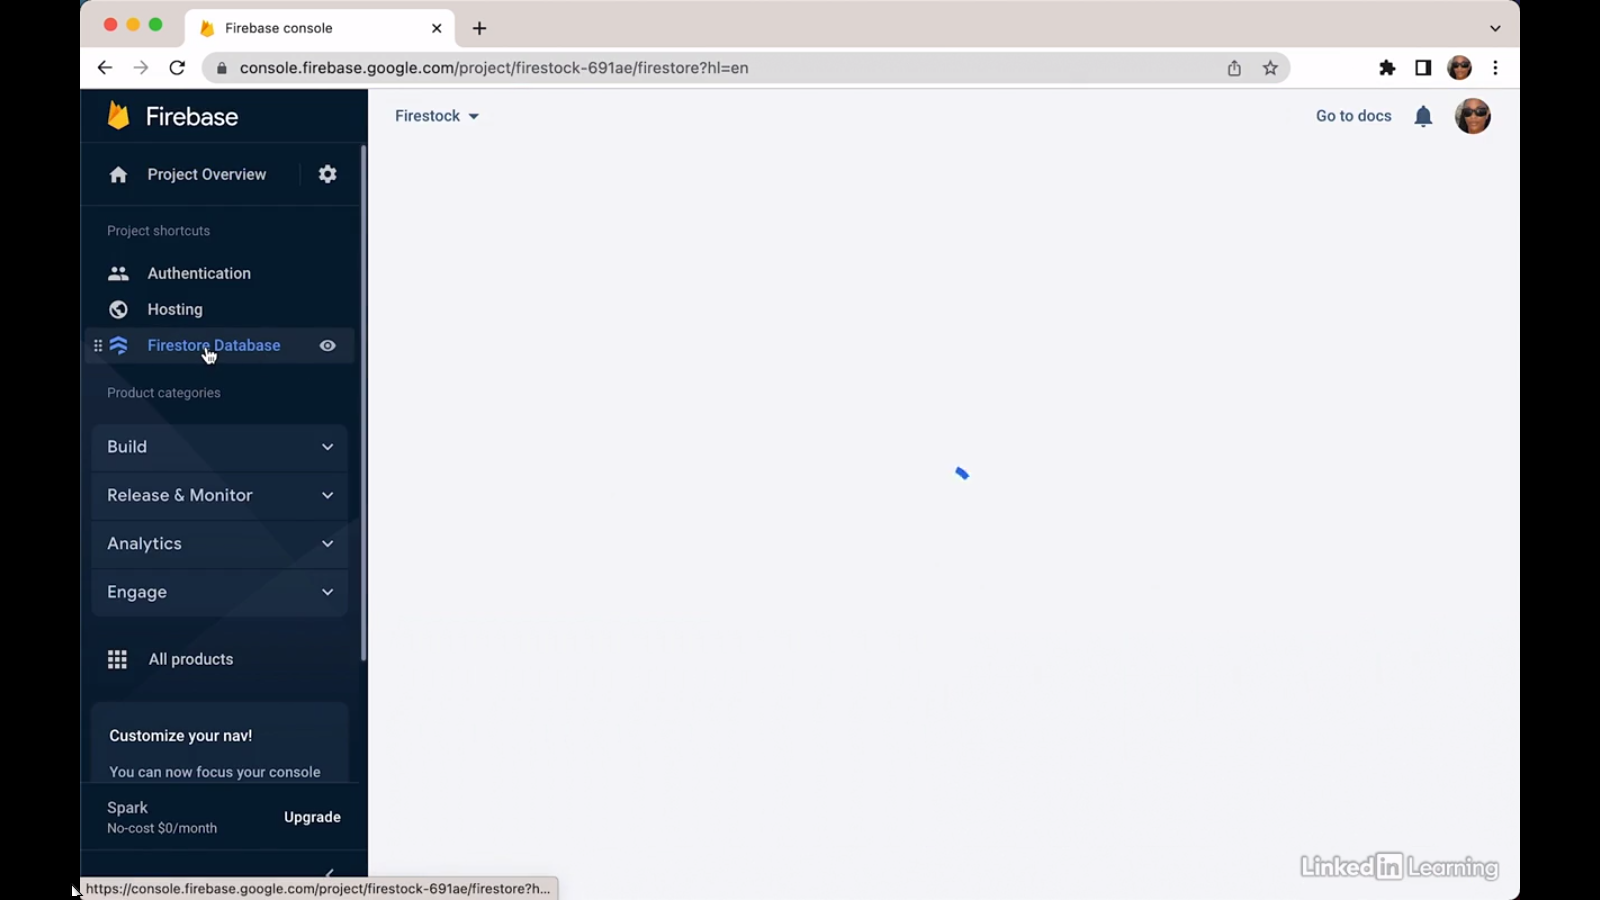 Firebase console
console.firebase.google.com/project/firestock-691ae/firestore?hl=en
Firebase
Firestock
Go to docs
Project Overview
Project shortcuts
Authentication
Hosting
Firestore Database
Product categories
Build
Release & Monitor
Analytics
Engage
All products
Customize your nav!
You can now focus your console
Spark
No-cost $0/month
Upgrade
LinkedIn Learning
https://console.firebase.google.com/project/firestock-691ae/firestore?h...